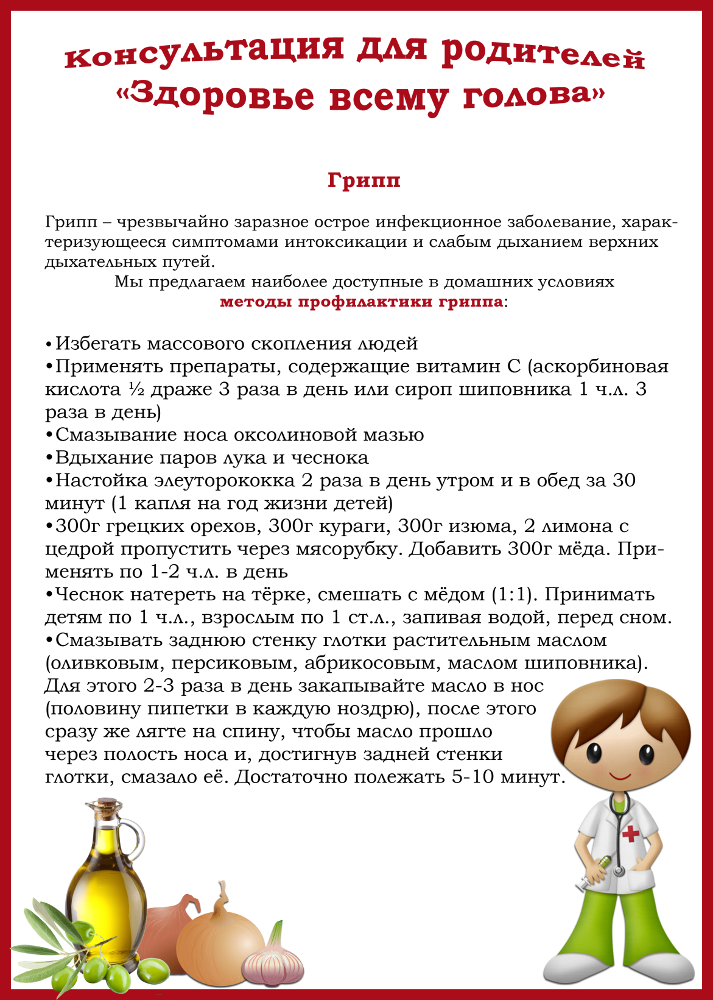 Консультация для родителей
«Здоровье всему голова»
Грипп
Грипп – чрезвычайно заразное острое инфекционное заболевание, харак-
теризующееся симптомами интоксикации и слабым дыханием верхних
дыхательных путей.
Мы предлагаем наиболее доступные в домашних условиях
методы профилактики гриппа:
•Избегать массового скопления людей
•Применять препараты, содержащие витамин С (аскорбиновая
кислота ½ драже 3 раза в день или сироп шиповника 1 ч.л. 3
раза в день)
•Смазывание носа оксолиновой мазью
•Вдыхание паров лука и чеснока
•Настойка элеуторококка 2 раза в день утром и в обед за 30
минут (1 капля на год жизни детей)
•300г грецких орехов, 300г кураги, 300г изюма, 2 лимона с
цедрой пропустить через мясорубку. Добавить 300г мёда. При-
менять по 1-2 ч.л. в день
•Чеснок натереть на тёрке, смешать с мёдом (1:1). Принимать
детям по 1 ч.л., взрослым по 1 ст.л., запивая водой, перед сном.
•Смазывать заднюю стенку глотки растительным маслом
(оливковым, персиковым, абрикосовым, маслом шиповника).
Для этого 2-3 раза в день закапывайте масло в нос
(половину пипетки в каждую ноздрю), после этого
сразу же лягте на спину, чтобы масло прошло
через полость носа и, достигнув задней стенки
глотки, смазало её. Достаточно полежать 5-10 минут.